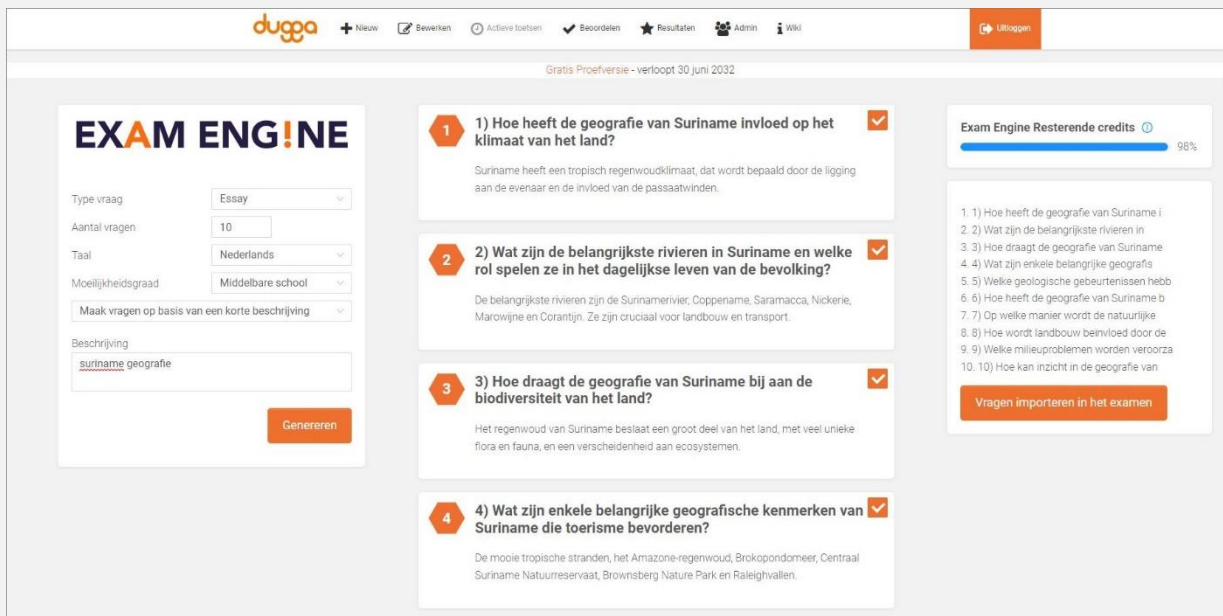 dugga
Nieuw
Bewerken
Actieve toetsen
Beoordelen
Resultaten
Admin
Wiki
Uitloggen
Gratis Proefversie - verloopt 30 juni 2032
EXAM ENG!NE
Type vraag
Essay
Aantal vragen
10
Taal
Nederlands
Moeilijkheidsgraad
Middelbare school
Maak vragen op basis van een korte beschrijving
Beschrijving
suriname geografie
Genereren
1
1) Hoe heeft de geografie van Suriname invloed op het
klimaat van het land?
Suriname heeft een tropisch regenwoudklimaat, dat wordt bepaald door de ligging
aan de evenaar en de invloed van de passaatwinden.
2
2) Wat zijn de belangrijkste rivieren in Suriname en welke
rol spelen ze in het dagelijkse leven van de bevolking?
De belangrijkste rivieren zijn de Surinamerivier, Coppename, Saramacca, Nickerie,
Marowijne en Corantijn. Ze zijn cruciaal voor landbouw en transport.
3
3) Hoe draagt de geografie van Suriname bij aan de
biodiversiteit van het land?
Het regenwoud van Suriname beslaat een groot deel van het land, met veel unieke
flora en fauna, en een verscheidenheid aan ecosystemen.
4
4) Wat zijn enkele belangrijke geografische kenmerken van
Suriname die toerisme bevorderen?
De mooie tropische stranden, het Amazone-regenwoud, Brokopondomeer, Centraal
Suriname Natuurreservaat, Brownsberg Nature Park en Raleighvallen.
Exam Engine Resterende credits
98%
1. 1) Hoe heeft de geografie van Suriname i
2. 2) Wat zijn de belangrijkste rivieren in
3. 3) Hoe draagt de geografie van Suriname
4. 4) Wat zijn enkele belangrijke geografis
5. 5) Welke geologische gebeurtenissen hebb
6. 6) Hoe heeft de geografie van Suriname b
7. 7) Op welke manier wordt de natuurlijke
8. 8) Hoe wordt landbouw beïnvloed door de
9. 9) Welke milieuproblemen worden veroorza
10. 10) Hoe kan inzicht in de geografie van
Vragen importeren in het examen